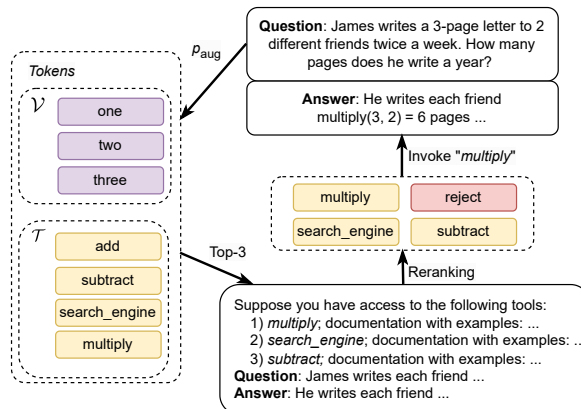 Question: James writes a 3-page letter to 2
different friends twice a week. How many
pages does he write a year?
Answer: He writes each friend
multiply(3, 2) = 6 pages ...
p_aug
Tokens
𝒱
one
two
three
𝒯
add
subtract
search_engine
multiply
Top-3
Invoke "multiply"
multiply
reject
search_engine
subtract
Reranking
Suppose you have access to the following tools:
1) multiply; documentation with examples: ...
2) search_engine; documentation with examples: ...
3) subtract; documentation with examples: ...
Question: James writes each friend ...
Answer: He writes each friend ...